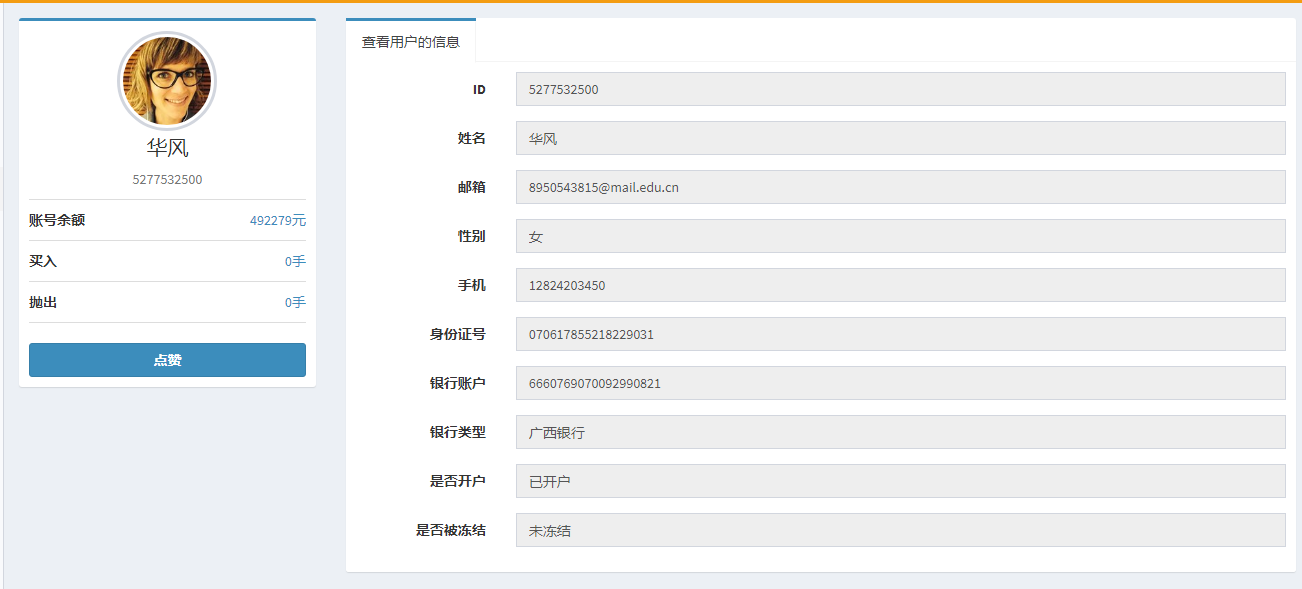 华风
5277532500
账号余额 492279元
买入 0手
抛出 0手
点赞
查看用户的信息
ID 5277532500
姓名 华风
邮箱 8950543815@mail.edu.cn
性别 女
手机 12824203450
身份证号 070617855218229031
银行账户 6660769070092990821
银行类型 广西银行
是否开户 已开户
是否被冻结 未冻结